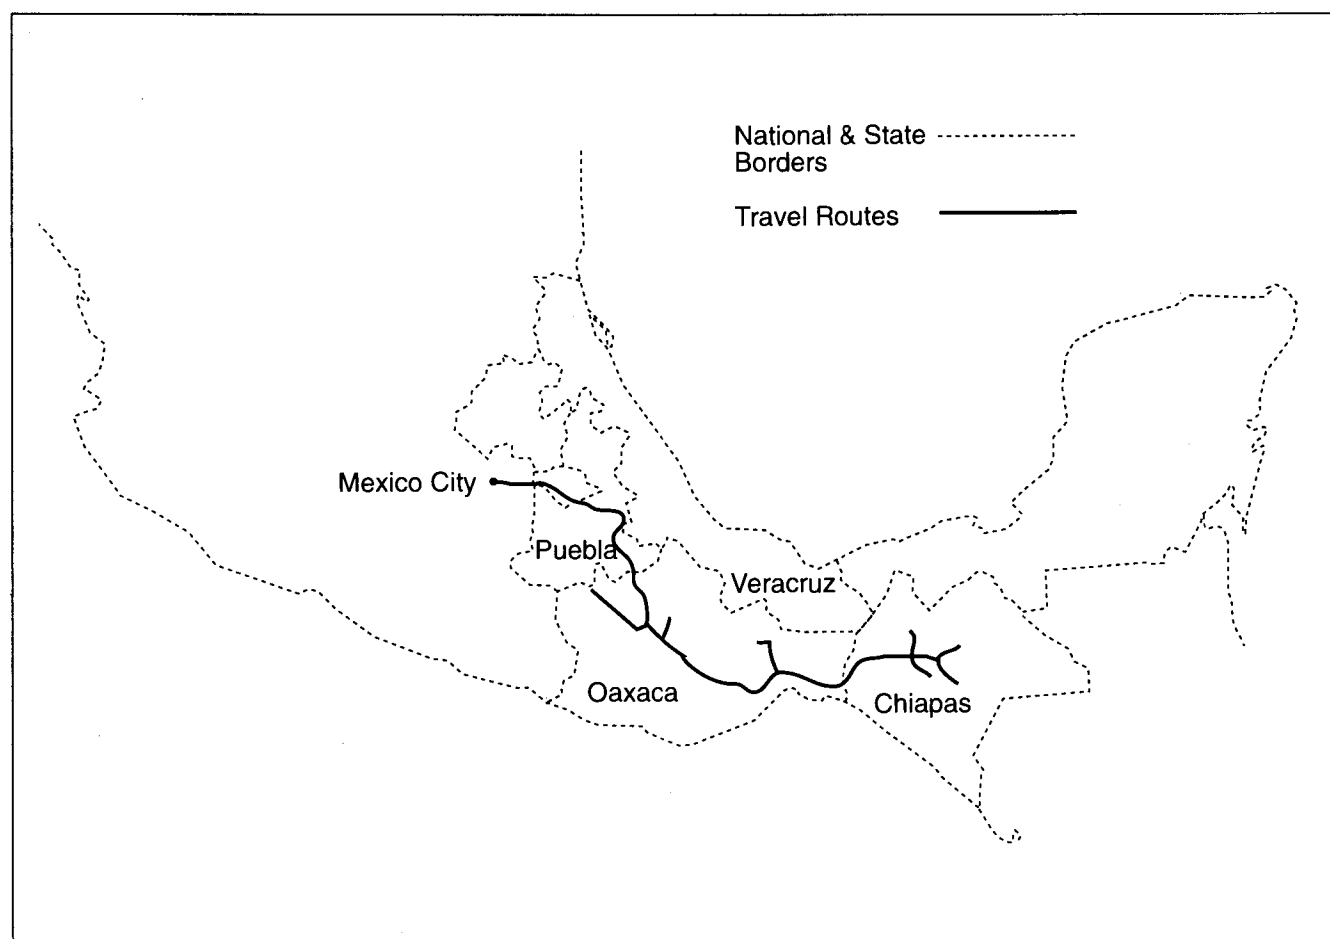 National & State
Borders
Travel Routes
Mexico City
Puebla
Veracruz
Oaxaca
Chiapas